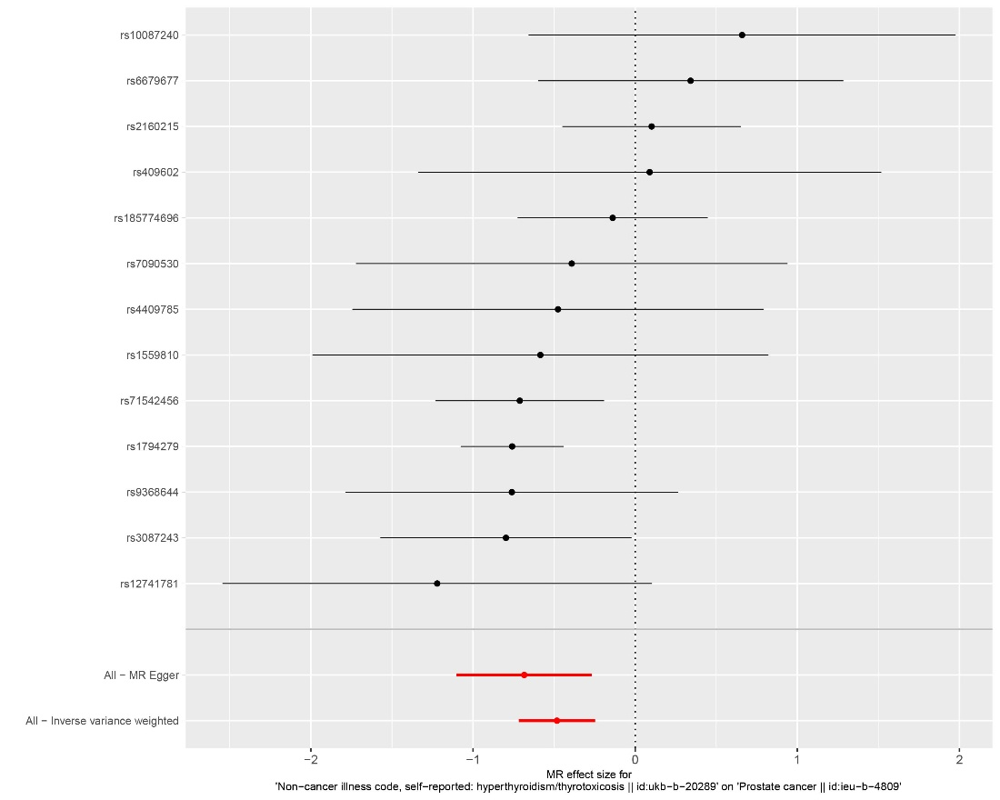 rs10087240
rs6679677
rs2160215
rs409602
rs185774696
rs7090530
rs4409785
rs1559810
rs71542456
rs1794279
rs9368644
rs3087243
rs12741781
All − MR Egger
All − Inverse variance weighted
−2 −1 0 1 2
MR effect size for
'Non−cancer illness code, self−reported: hyperthyroidism/thyrotoxicosis || id:ukb−b−20289' on 'Prostate cancer || id:ieu−b−4809'